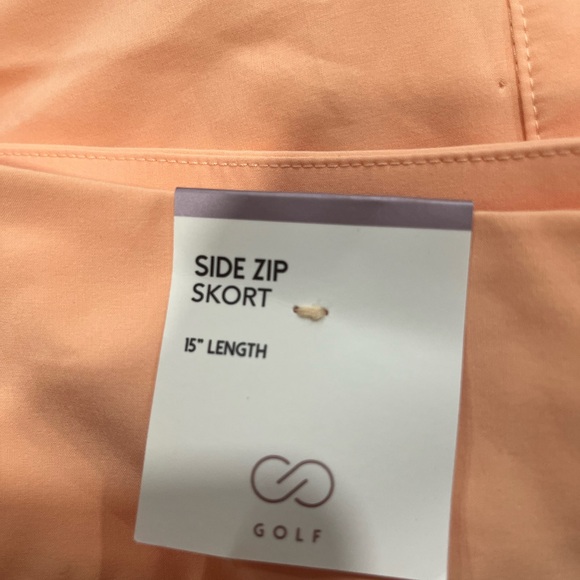 SIDE ZIP
SKORT
15" LENGTH
GOLF